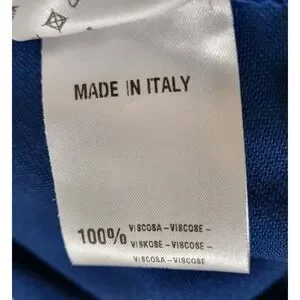 MADE IN ITALY
VISCOSA – VISCOSE –
100% VISKOSE – VISCOSE –
VISCOSA – VISCOSE